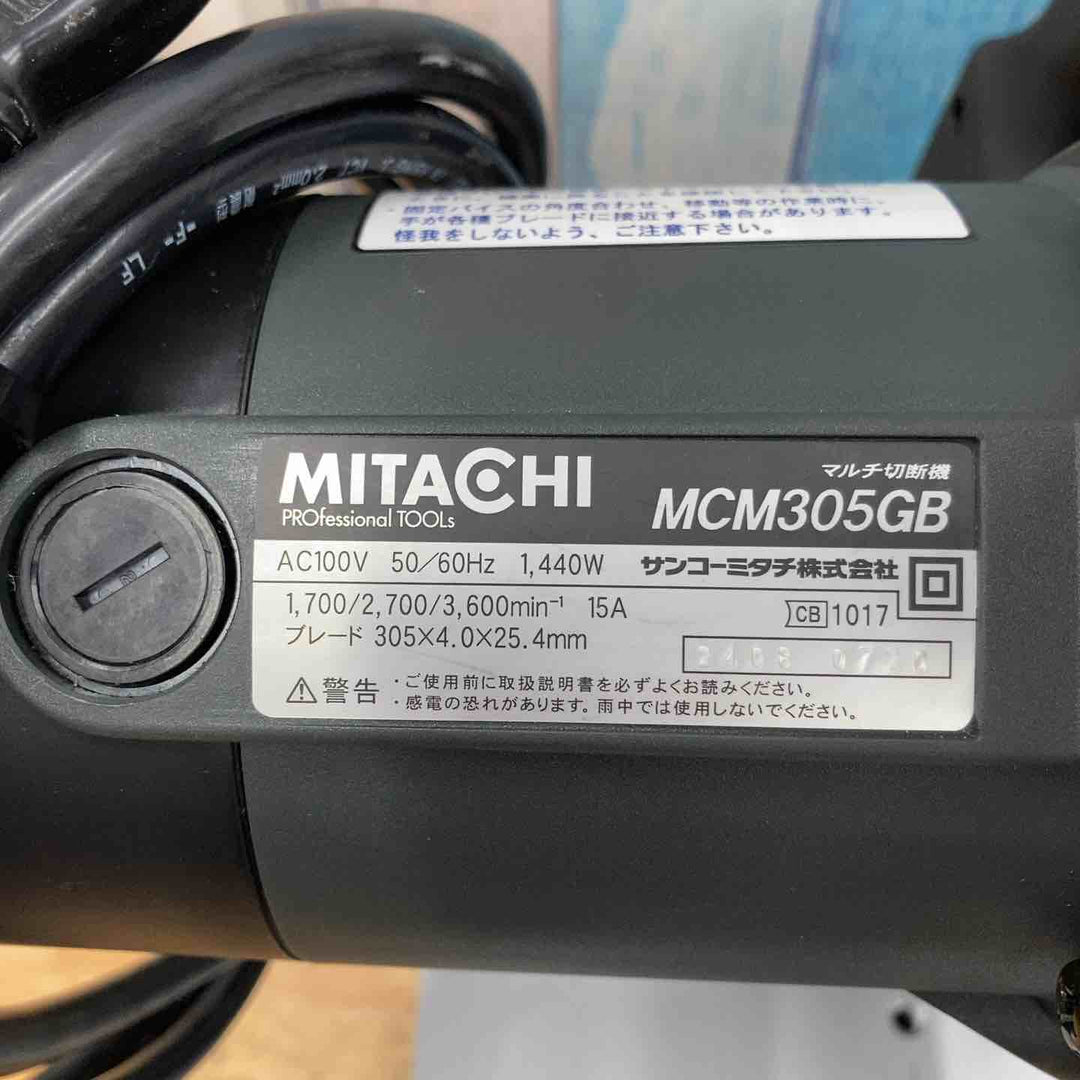 2.0mm² 耐震型 -F- LF
・固定バイスの角度合わせ、移動等の作業時に、
手が各種ブレードに接近する場合があります。
怪我をしないよう、ご注意下さい。
MITACHI
PROfessional TOOLs
マルチ切断機
MCM305GB
AC100V 50/60Hz 1,440W サンコーミタチ株式会社
1,700/2,700/3,600min⁻¹ 15A
CB 1017
ブレード 305×4.0×25.4mm
⚠警告
・ご使用前に取扱説明書を必ずよくお読みください。
・感電の恐れがあります。雨中では使用しないでください。